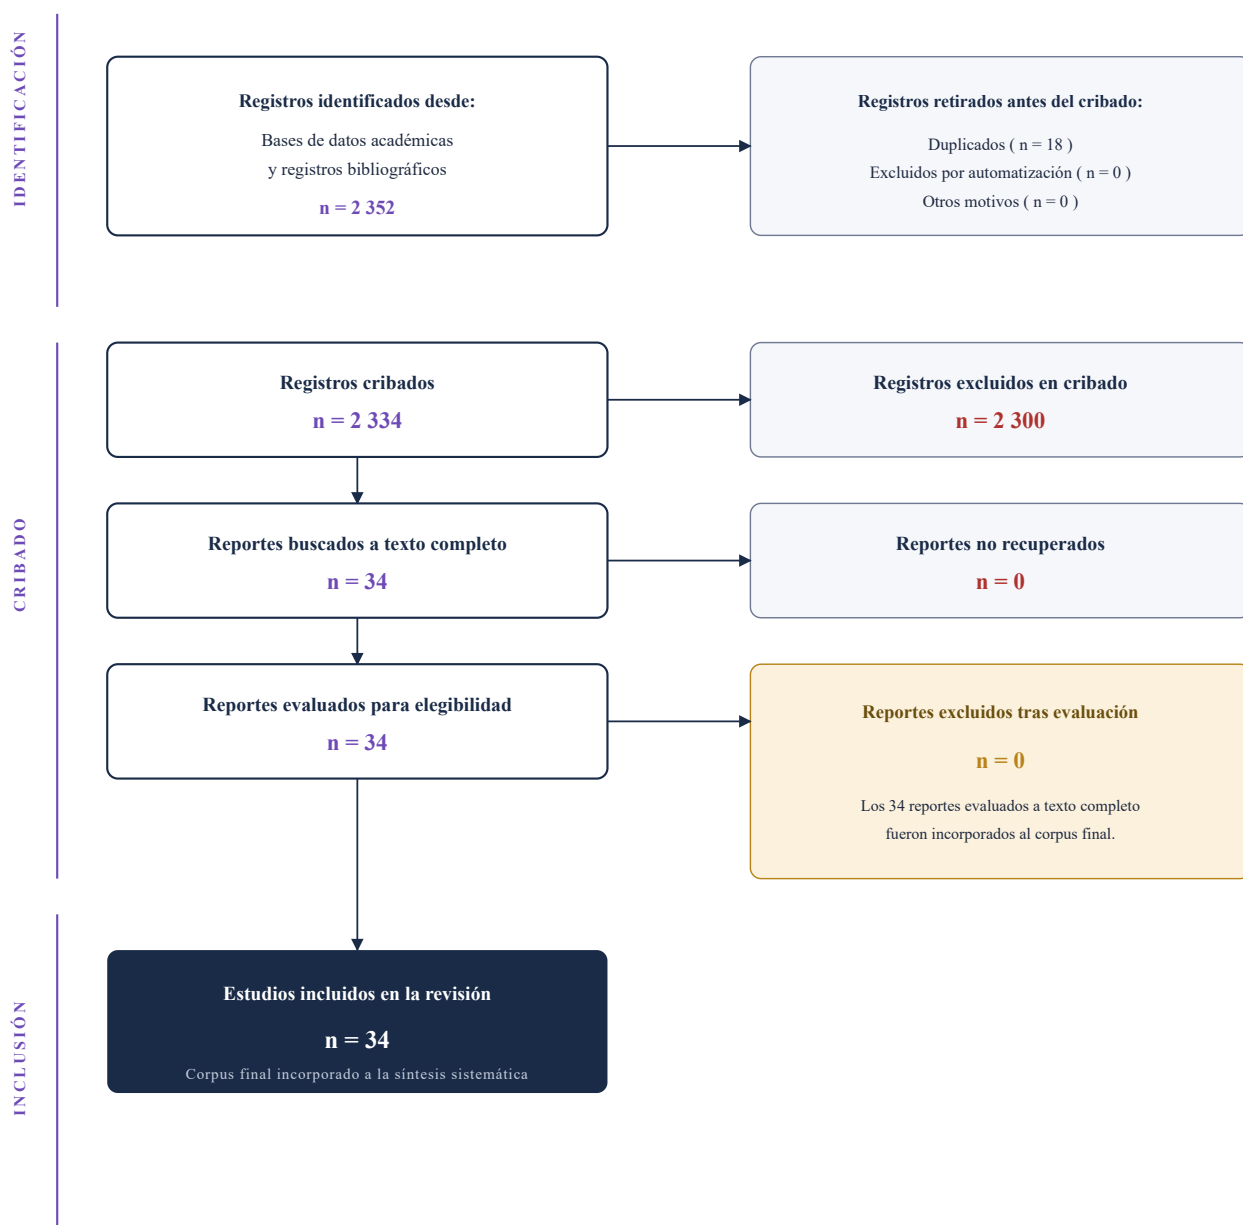 IDENTIFICACIÓN
Registros identificados desde:
Bases de datos académicas
y registros bibliográficos
n = 2 352
Registros retirados antes del cribado:
Duplicados ( n = 18 )
Excluidos por automatización ( n = 0 )
Otros motivos ( n = 0 )
CRIBADO
Registros cribados
n = 2 334
Registros excluidos en cribado
n = 2 300
Reportes buscados a texto completo
n = 34
Reportes no recuperados
n = 0
Reportes evaluados para elegibilidad
n = 34
Reportes excluidos tras evaluación
n = 0
Los 34 reportes evaluados a texto completo
fueron incorporados al corpus final.
INCLUSIÓN
Estudios incluidos en la revisión
n = 34
Corpus final incorporado a la síntesis sistemática